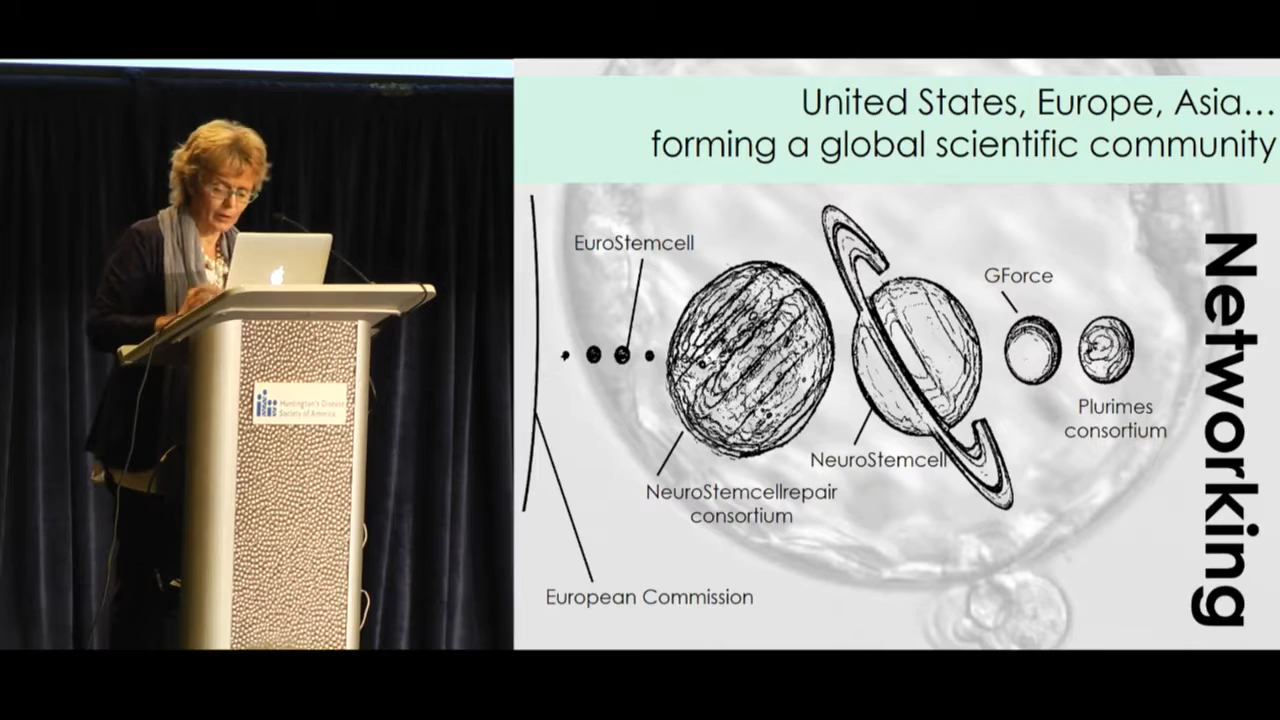 United States, Europe, Asia...
forming a global scientific community
EuroStemcell
GForce
Networking
Plurimes
consortium
NeuroStemcell
NeuroStemcellrepair
consortium
European Commission
Huntington's Disease
Society of America